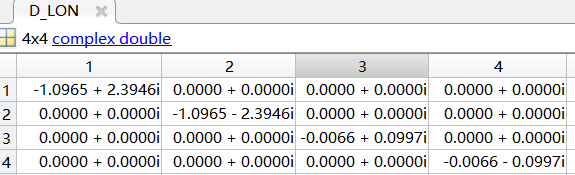 D_LON
4x4 complex double
1 2 3 4
1 -1.0965 + 2.3946i 0.0000 + 0.0000i 0.0000 + 0.0000i 0.0000 + 0.0000i
2 0.0000 + 0.0000i -1.0965 - 2.3946i 0.0000 + 0.0000i 0.0000 + 0.0000i
3 0.0000 + 0.0000i 0.0000 + 0.0000i -0.0066 + 0.0997i 0.0000 + 0.0000i
4 0.0000 + 0.0000i 0.0000 + 0.0000i 0.0000 + 0.0000i -0.0066 - 0.0997i